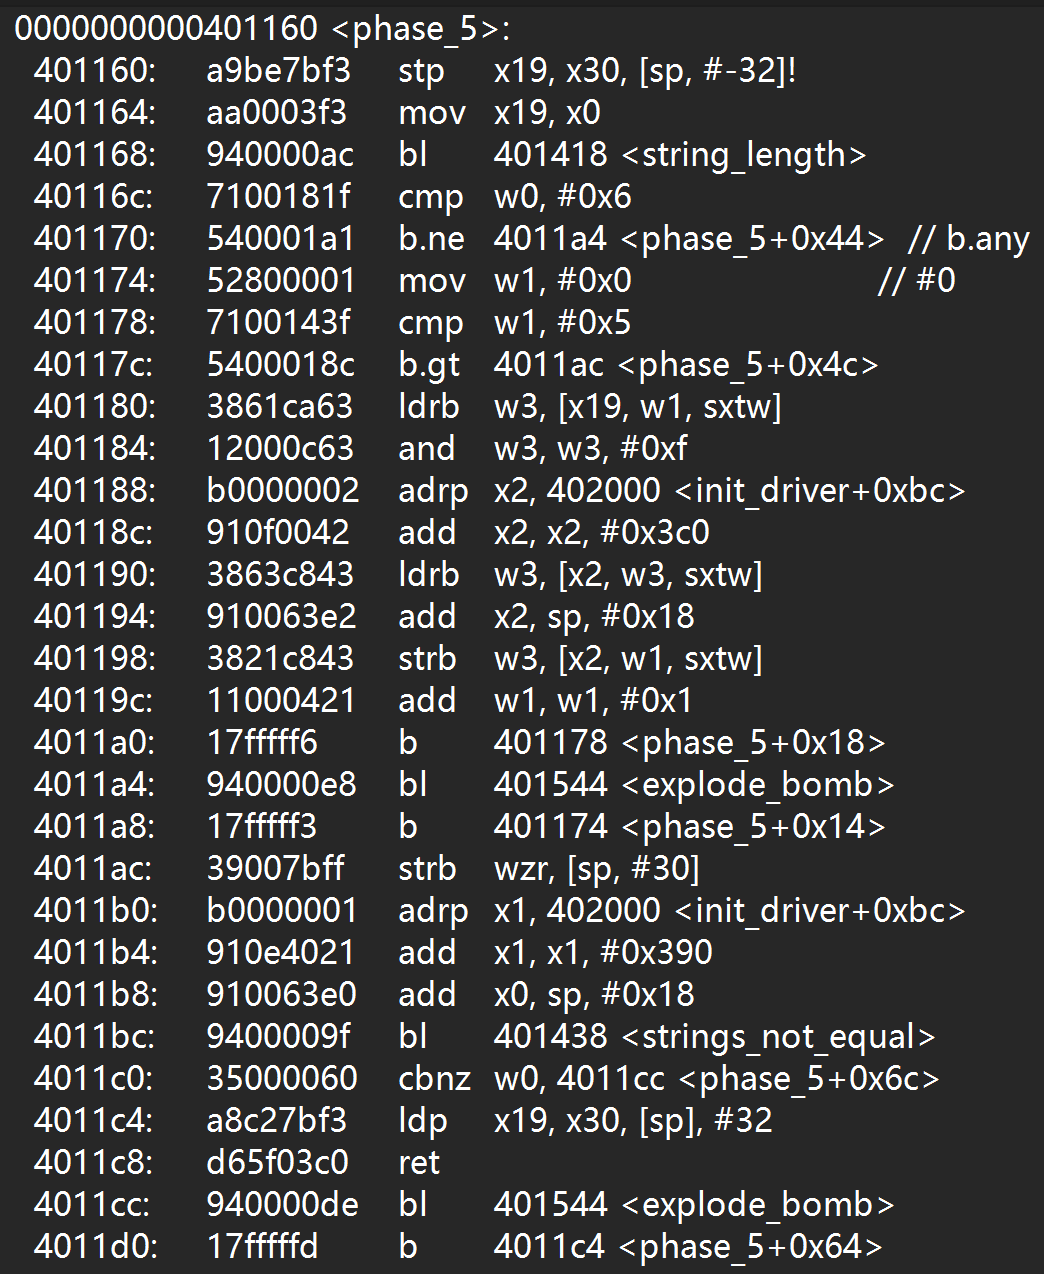 0000000000401160 <phase_5>:
401160: a9be7bf3 stp x19, x30, [sp, #-32]!
401164: aa0003f3 mov x19, x0
401168: 940000ac bl 401418 <string_length>
40116c: 7100181f cmp w0, #0x6
401170: 540001a1 b.ne 4011a4 <phase_5+0x44> // b.any
401174: 52800001 mov w1, #0x0 // #0
401178: 7100143f cmp w1, #0x5
40117c: 5400018c b.gt 4011ac <phase_5+0x4c>
401180: 3861ca63 ldrb w3, [x19, w1, sxtw]
401184: 12000c63 and w3, w3, #0xf
401188: b0000002 adrp x2, 402000 <init_driver+0xbc>
40118c: 910f0042 add x2, x2, #0x3c0
401190: 3863c843 ldrb w3, [x2, w3, sxtw]
401194: 910063e2 add x2, sp, #0x18
401198: 3821c843 strb w3, [x2, w1, sxtw]
40119c: 11000421 add w1, w1, #0x1
4011a0: 17fffff6 b 401178 <phase_5+0x18>
4011a4: 940000e8 bl 401544 <explode_bomb>
4011a8: 17fffff3 b 401174 <phase_5+0x14>
4011ac: 39007bff strb wzr, [sp, #30]
4011b0: b0000001 adrp x1, 402000 <init_driver+0xbc>
4011b4: 910e4021 add x1, x1, #0x390
4011b8: 910063e0 add x0, sp, #0x18
4011bc: 9400009f bl 401438 <strings_not_equal>
4011c0: 35000060 cbnz w0, 4011cc <phase_5+0x6c>
4011c4: a8c27bf3 ldp x19, x30, [sp], #32
4011c8: d65f03c0 ret
4011cc: 940000de bl 401544 <explode_bomb>
4011d0: 17fffffd b 4011c4 <phase_5+0x64>